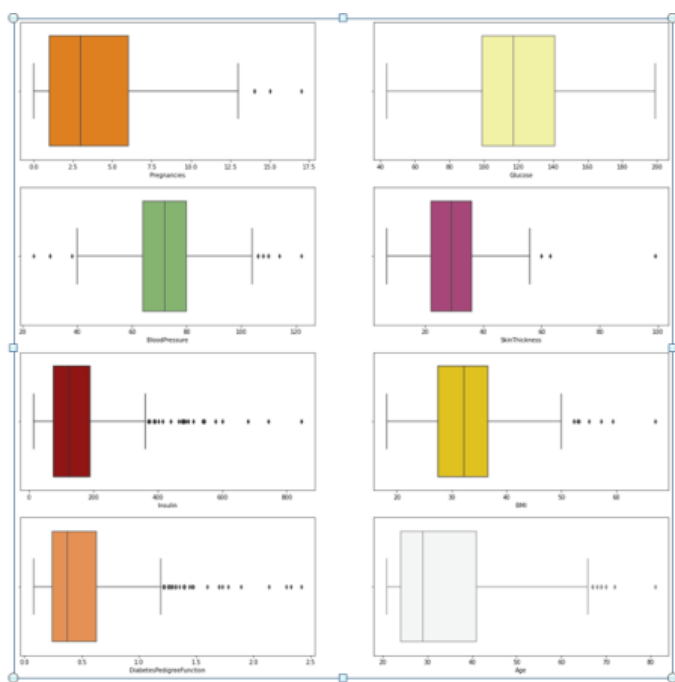 0.0 2.5 5.0 7.5 10.0 12.5 15.0 17.5
Pregnancies
40 60 80 100 120 140 160 180 200
Glucose
20 40 60 80 100 120
BloodPressure
20 40 60 80 100
SkinThickness
0 200 400 600 800
Insulin
20 30 40 50 60
BMI
0.0 0.5 1.0 1.5 2.0 2.5
DiabetesPedigreeFunction
20 30 40 50 60 70 80
Age